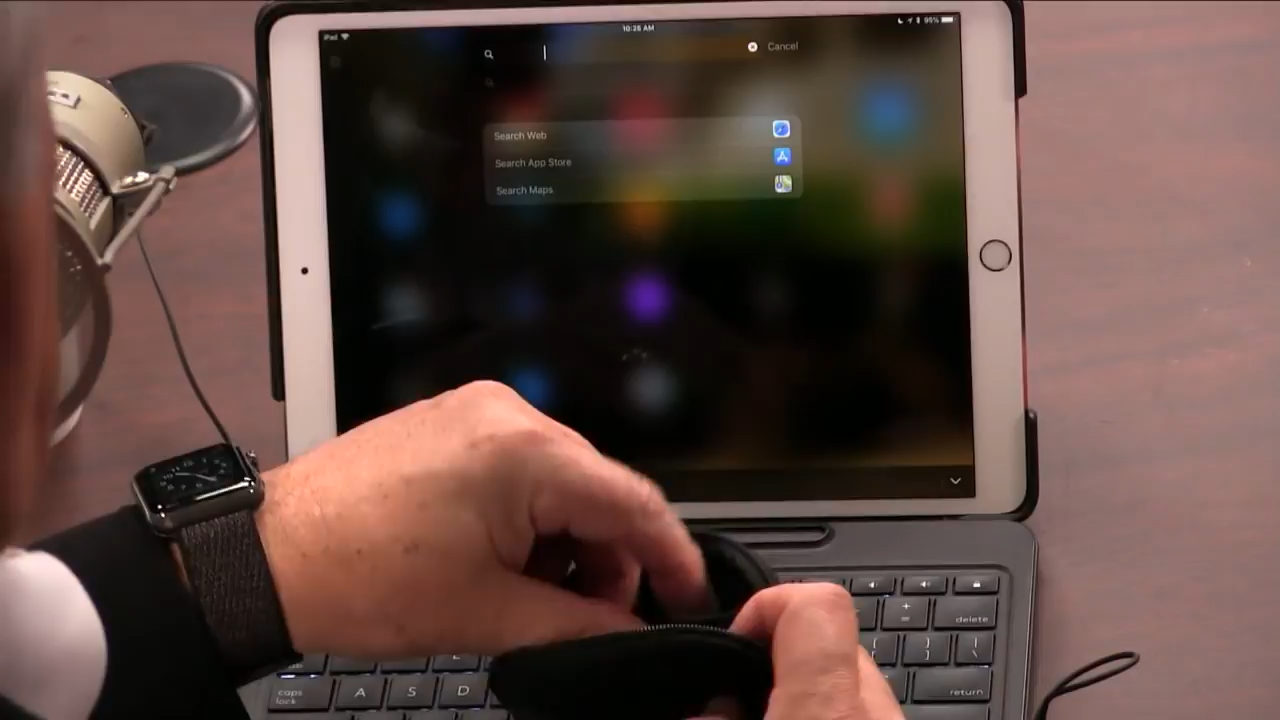 iPad
10:26 AM
95%
Cancel
Search Web
Search App Store
Search Maps
+
=
delete
[
]
\
return
caps
lock
A
S
D